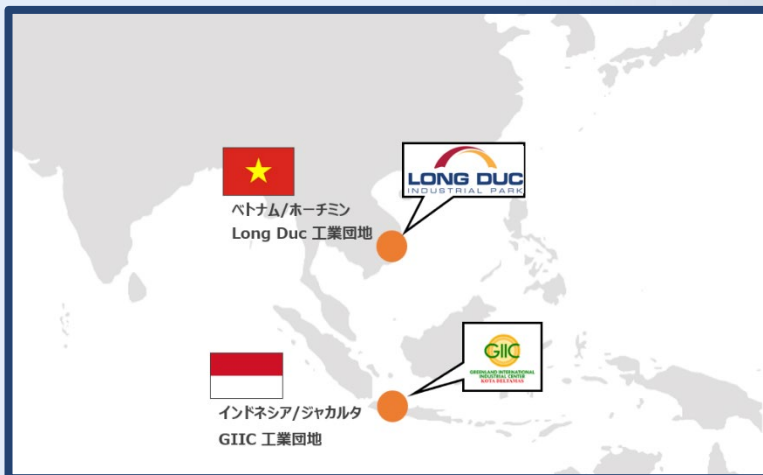 LONG DUC
INDUSTRIAL PARK
ベトナム/ホーチミン
Long Duc 工業団地
GIIC
GREENLAND INTERNATIONAL
INDUSTRIAL CENTER
KOTA DELTAMAS
インドネシア/ジャカルタ
GIIC 工業団地